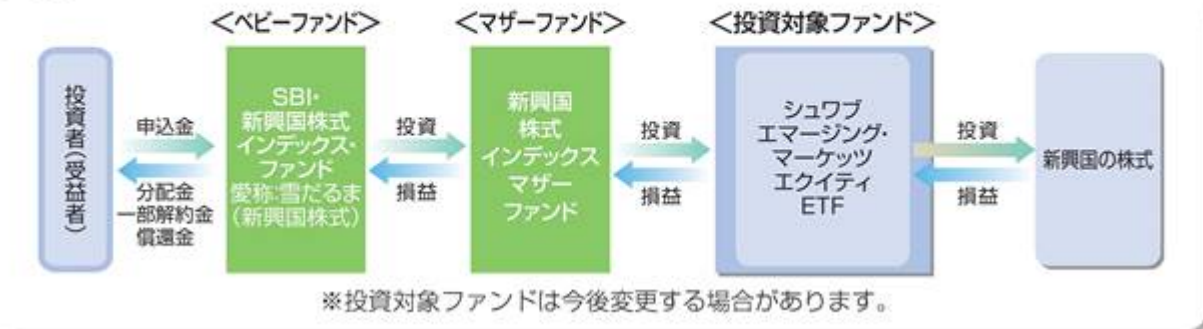 <ベビーファンド>
<マザーファンド>
<投資対象ファンド>
投資者(受益者)
申込金
分配金
一部解約金
償還金
SBI・
新興国株式
インデックス・
ファンド
愛称:雪だるま
(新興国株式)
投資
損益
新興国
株式
インデックス
マザー
ファンド
投資
損益
シュワブ
エマージング・
マーケッツ
エクイティ
ETF
投資
損益
新興国の株式
※投資対象ファンドは今後変更する場合があります。